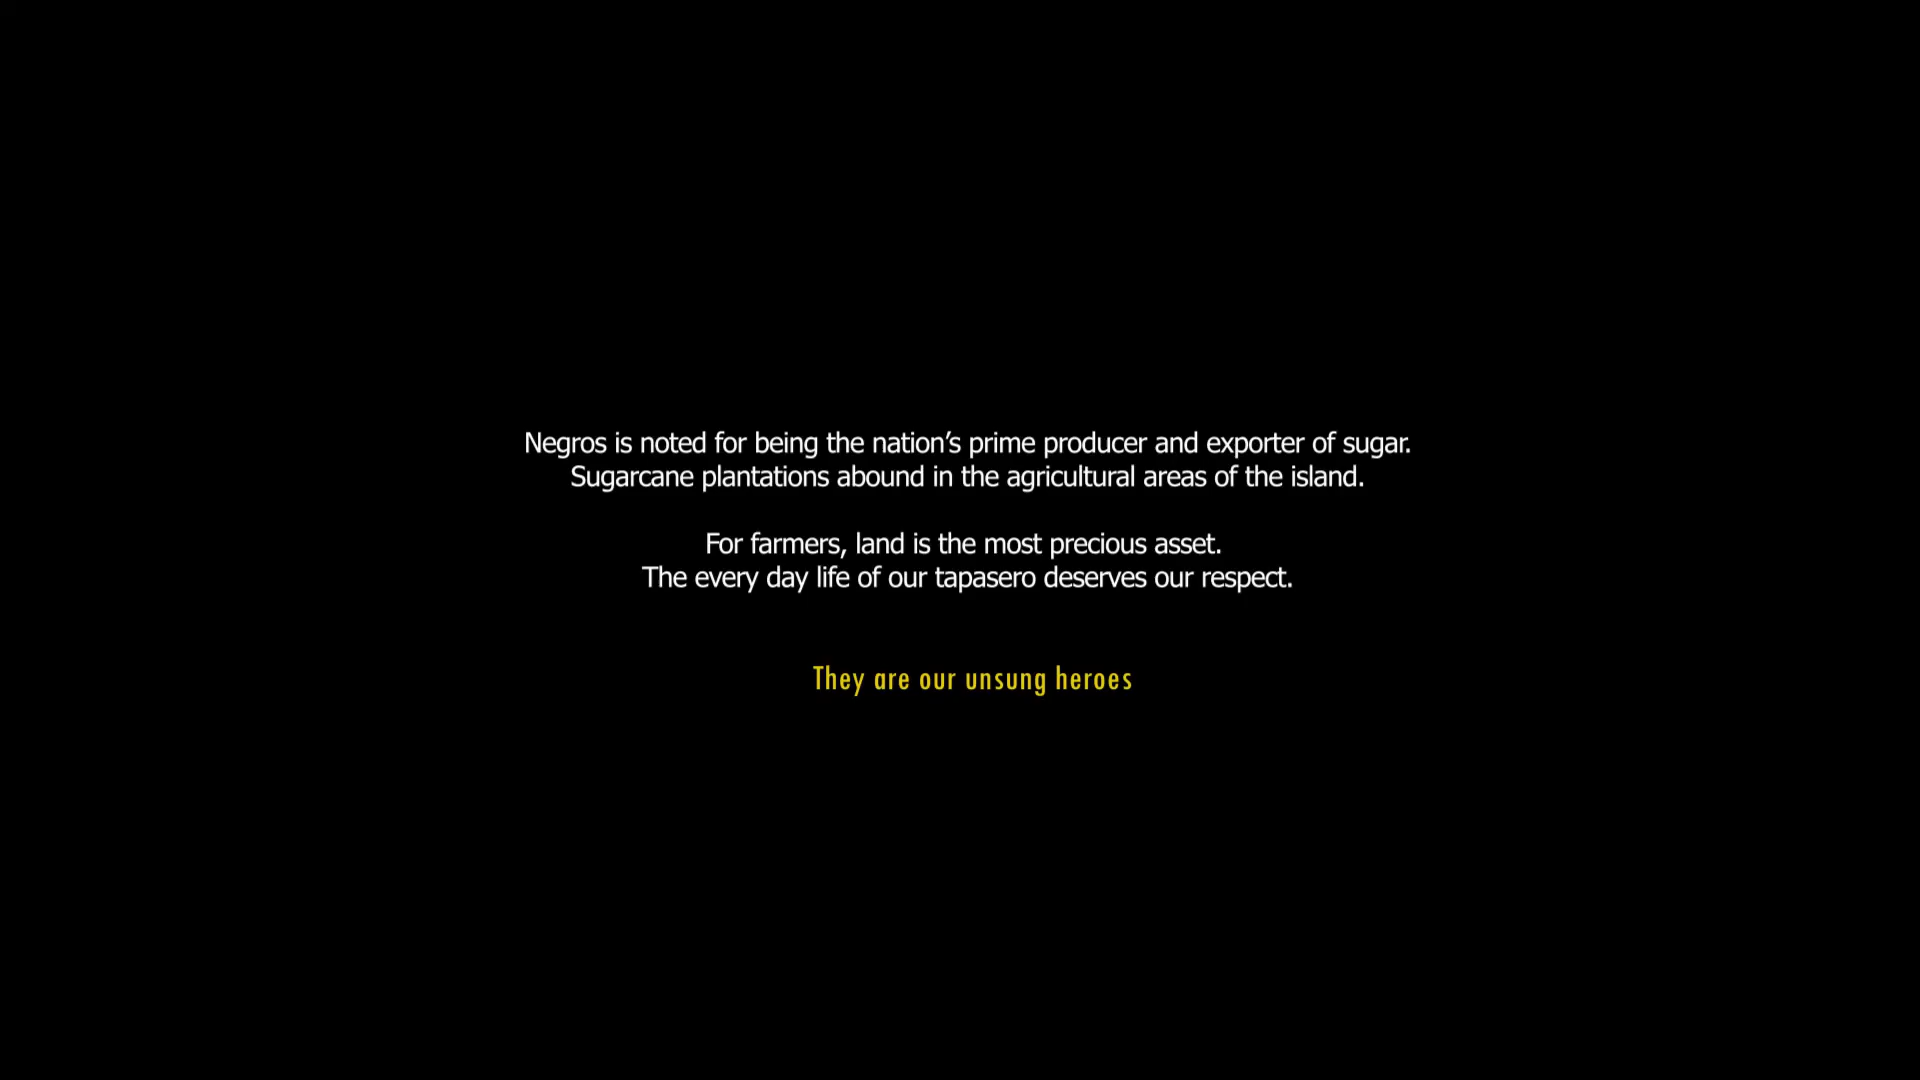 Negros is noted for being the nation’s prime producer and exporter of sugar.
Sugarcane plantations abound in the agricultural areas of the island.
For farmers, land is the most precious asset.
The every day life of our tapasero deserves our respect.
They are our unsung heroes